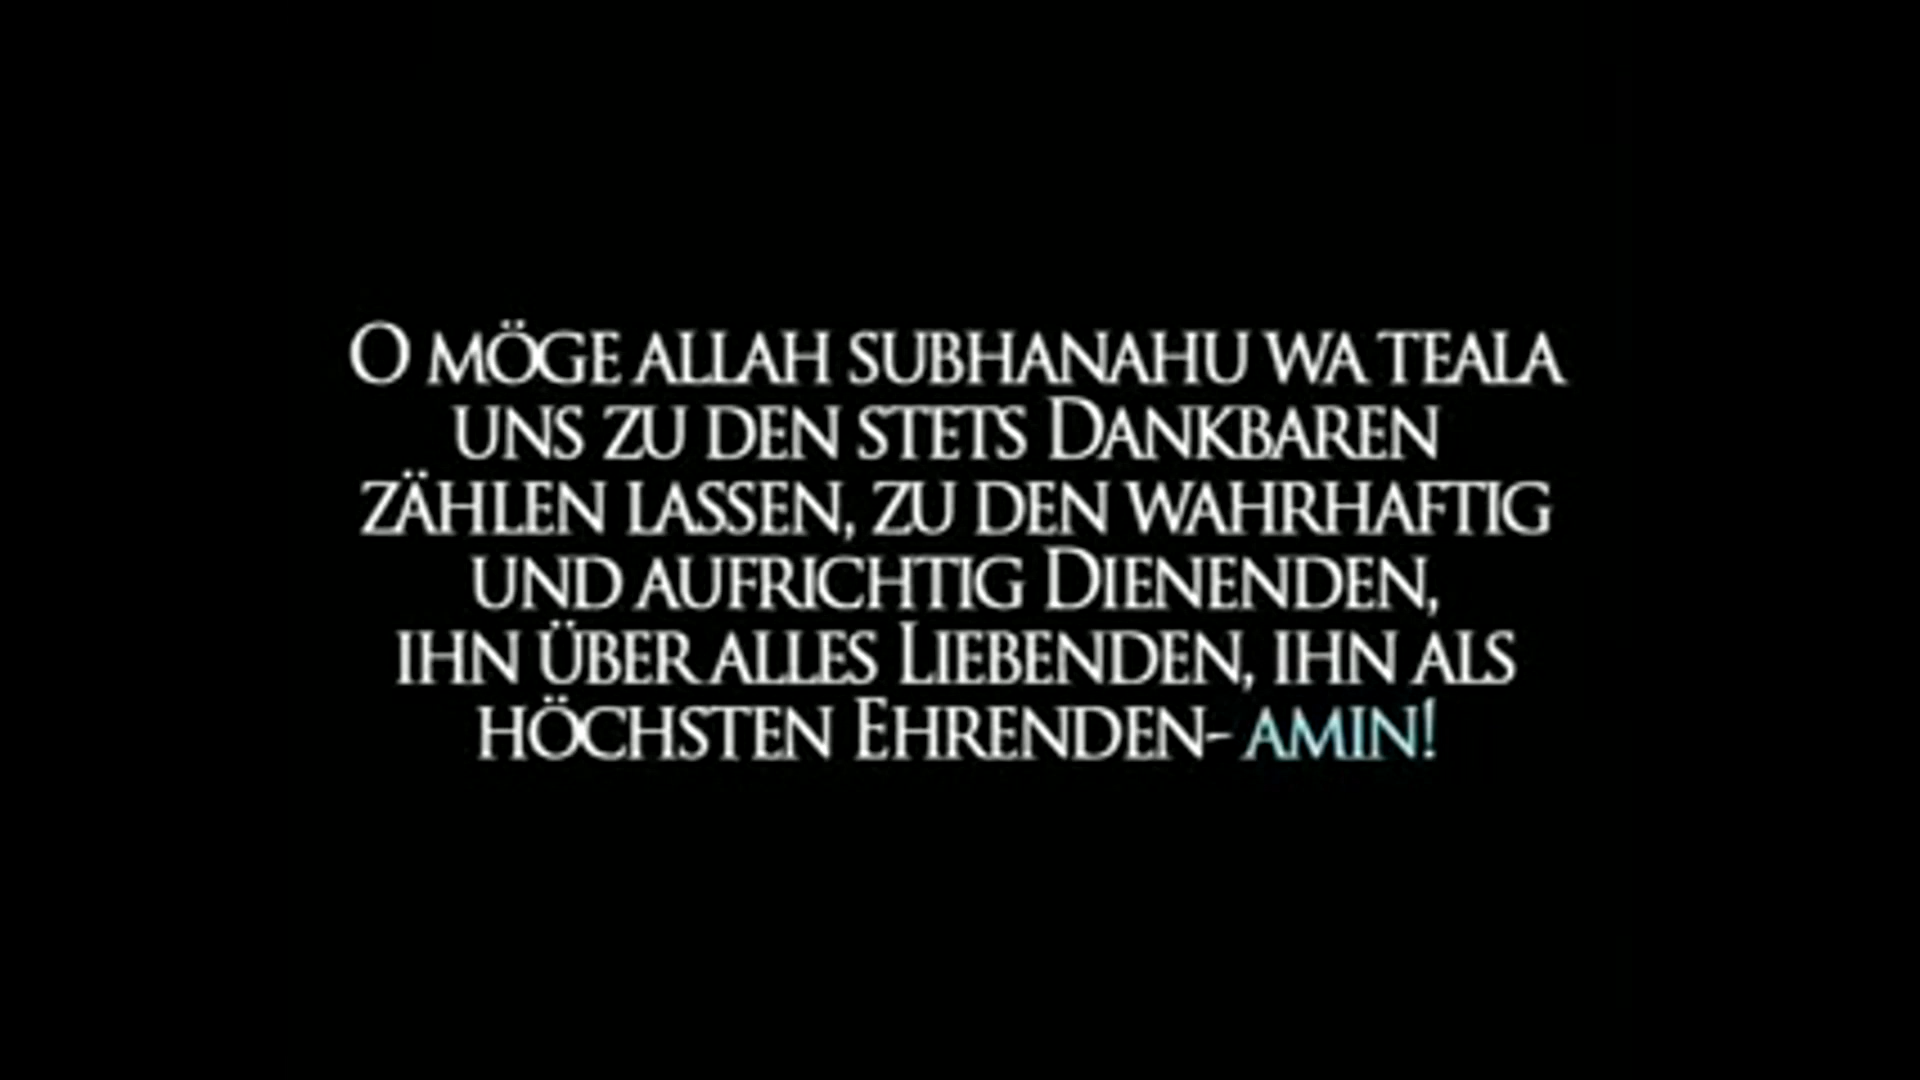 O MÖGE ALLAH SUBHANAHU WA TEALA
UNS ZU DEN STETS DANKBAREN
ZÄHLEN LASSEN, ZU DEN WAHRHAFTIG
UND AUFRICHTIG DIENENDEN,
IHN ÜBER ALLES LIEBENDEN, IHN ALS
HÖCHSTEN EHRENDEN- AMIN!